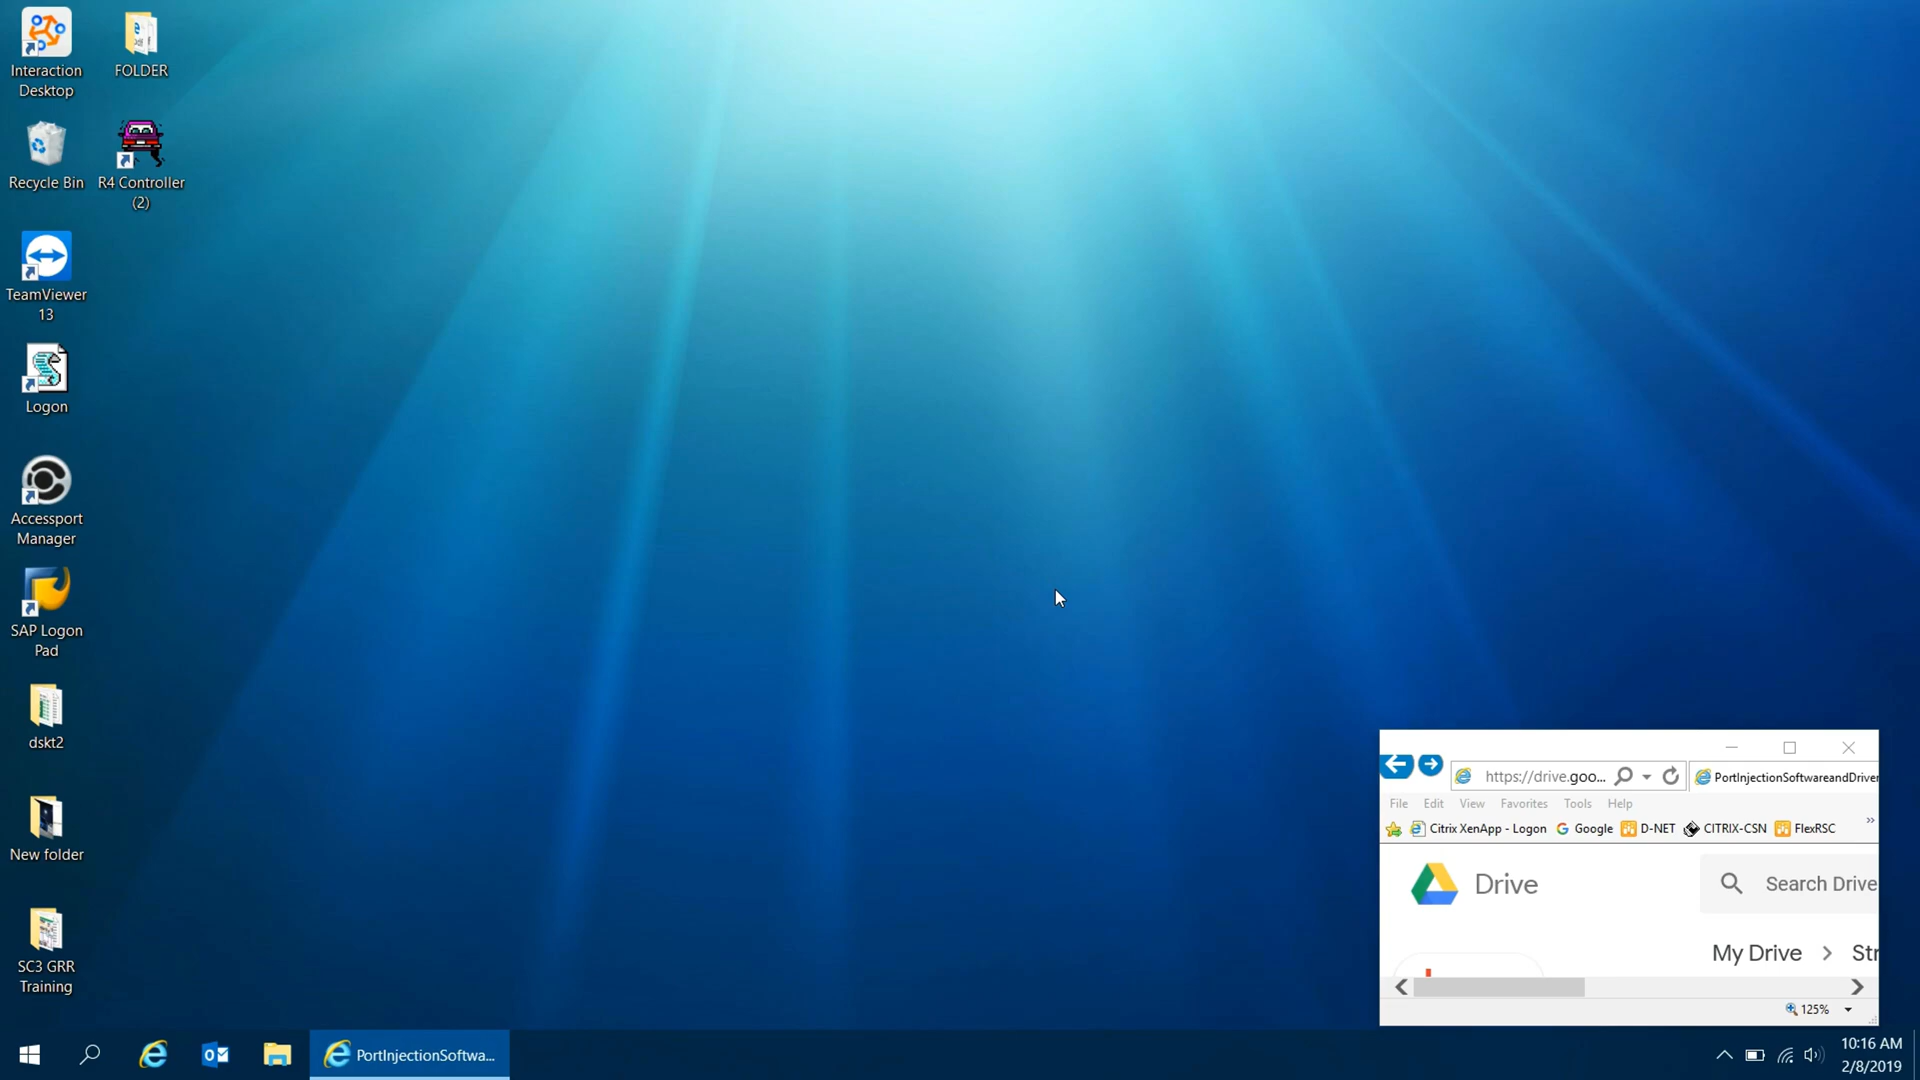 Interaction
Desktop
FOLDER
Recycle Bin
R4 Controller
(2)
TeamViewer
13
Logon
Accessport
Manager
SAP Logon
Pad
dskt2
New folder
SC3 GRR
Training
https://drive.goo...
PortInjectionSoftwareandDriver
File Edit View Favorites Tools Help
Citrix XenApp - Logon Google D-NET CITRIX-CSN FlexRSC
Drive
Search Drive
My Drive > Str
125%
PortInjectionSoftwa...
10:16 AM
2/8/2019